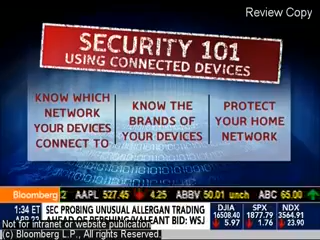 Review Copy
SECURITY 101
USING CONNECTED DEVICES
KNOW WHICH
NETWORK
YOUR DEVICES
CONNECT TO
KNOW THE
BRANDS OF
YOUR DEVICES
PROTECT
YOUR HOME
NETWORK
Bloomberg AAPL 527.45 4.25 ABBV 50.01 unch ABC 65.00
1:34 ET SEC PROBING UNUSUAL ALLERGAN TRADING
APR 22 AHEAD OF PERSHING/VALEANT BID: WSJ
DJIA 16508.40 5.97
SPX 1877.79 1.76
NDX 3564.91 23.90
Not for intranet or website publication
(c) Bloomberg L.P., All Rights Reserved.